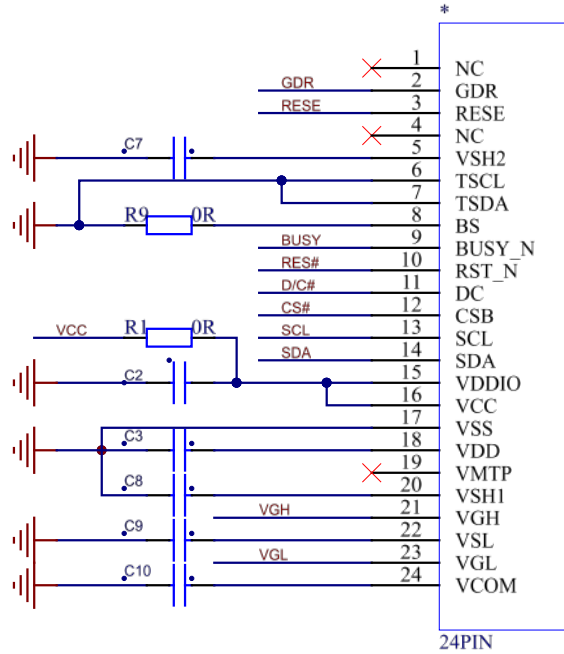 *
1 NC
GDR 2 GDR
RESE 3 RESE
4 NC
C7 5 VSH2
6 TSCL
7 TSDA
R9 0R 8 BS
BUSY 9 BUSY_N
RES# 10 RST_N
D/C# 11 DC
CS# 12 CSB
VCC R1 0R SCL 13 SCL
SDA 14 SDA
C2 15 VDDIO
16 VCC
17 VSS
C3 18 VDD
19 VMTP
C8 20 VSH1
VGH 21 VGH
C9 22 VSL
VGL 23 VGL
C10 24 VCOM
24PIN